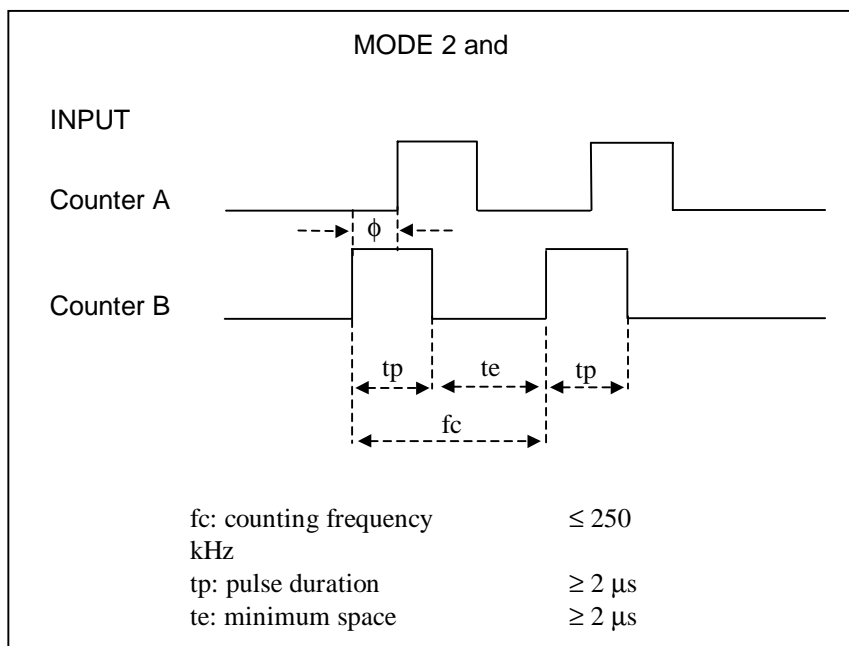 MODE 2 and
INPUT
Counter A
ϕ
Counter B
tp te tp
fc
fc: counting frequency ≤ 250
kHz
tp: pulse duration ≥ 2 μs
te: minimum space ≥ 2 μs